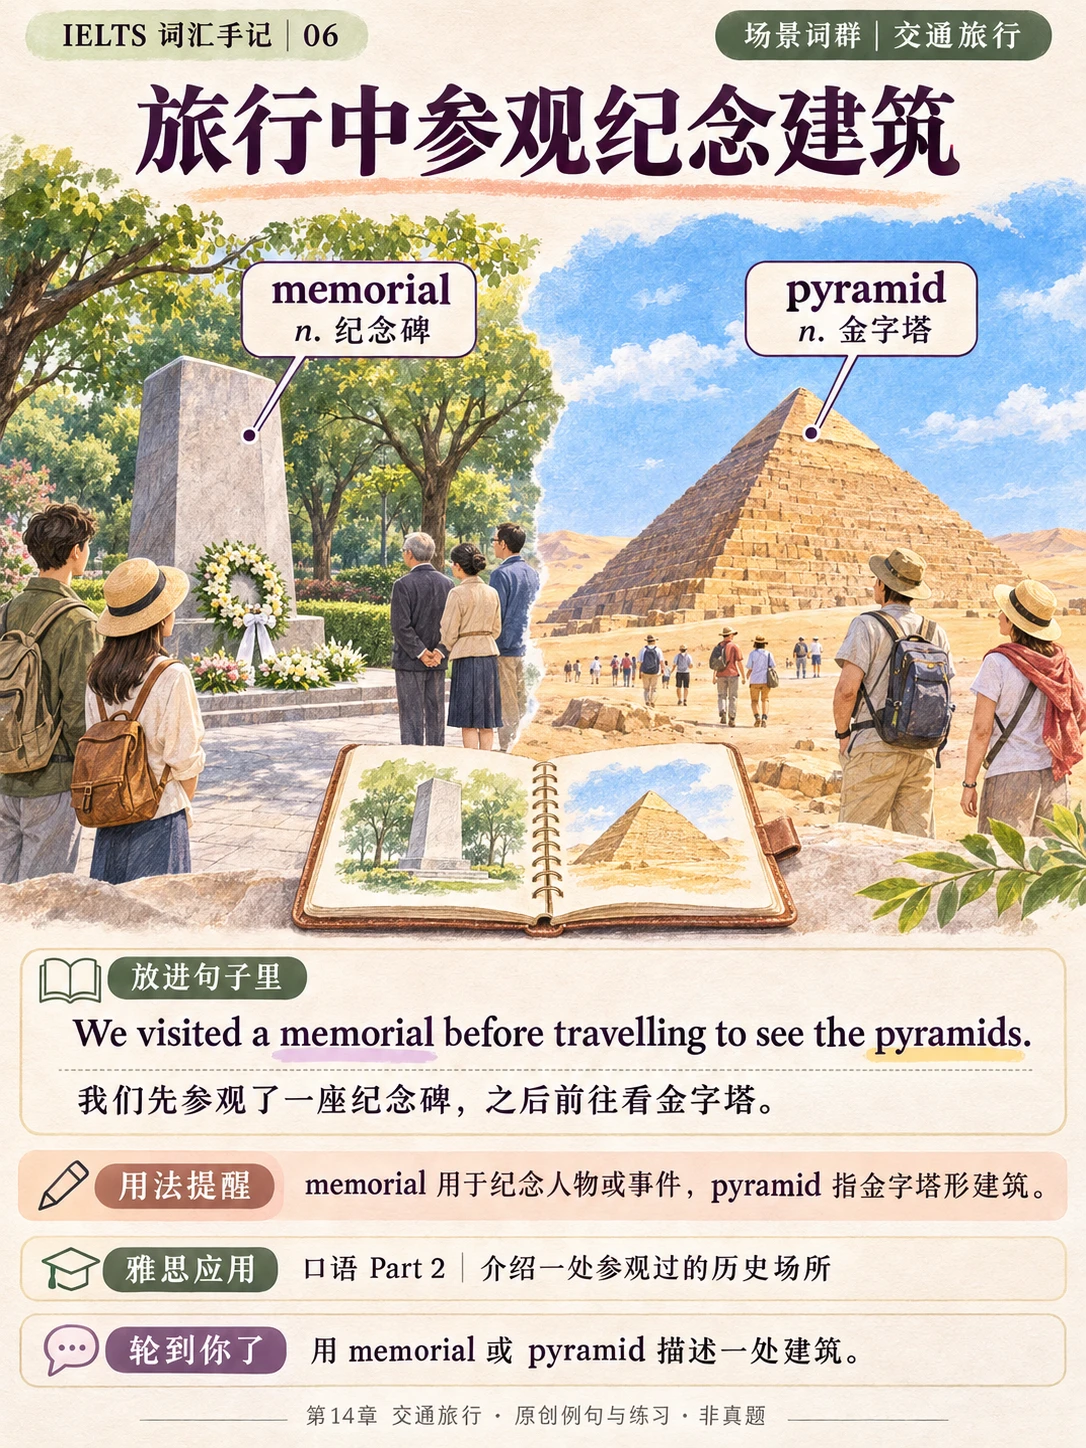 IELTS 词汇手记 | 06
场景词群 | 交通旅行
旅行中参观纪念建筑
memorial
n. 纪念碑
pyramid
n. 金字塔
放进句子里
We visited a memorial before travelling to see the pyramids.
我们先参观了一座纪念碑，之后前往看金字塔。
用法提醒
memorial 用于纪念人物或事件，pyramid 指金字塔形建筑。
雅思应用
口语 Part 2 | 介绍一处参观过的历史场所
轮到你了
用 memorial 或 pyramid 描述一处建筑。
第14章 交通旅行 · 原创例句与练习 · 非真题